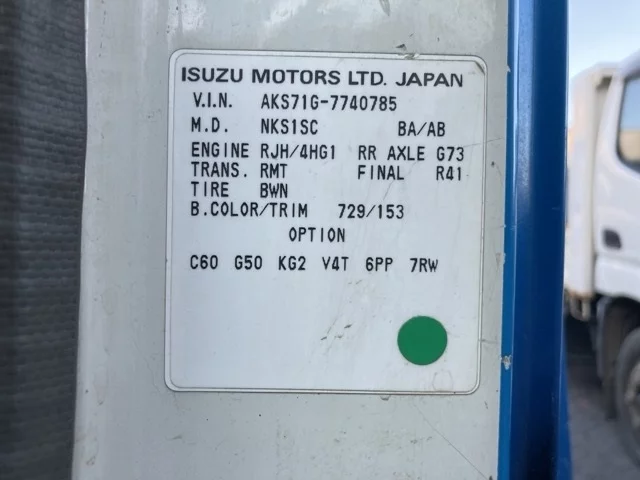 ISUZU MOTORS LTD. JAPAN
V.I.N. AKS71G-7740785
M.D. NKS1SC BA/AB
ENGINE RJH/4HG1 RR AXLE G73
TRANS. RMT FINAL R41
TIRE BWN
B.COLOR/TRIM 729/153
OPTION
C60 G50 KG2 V4T 6PP 7RW